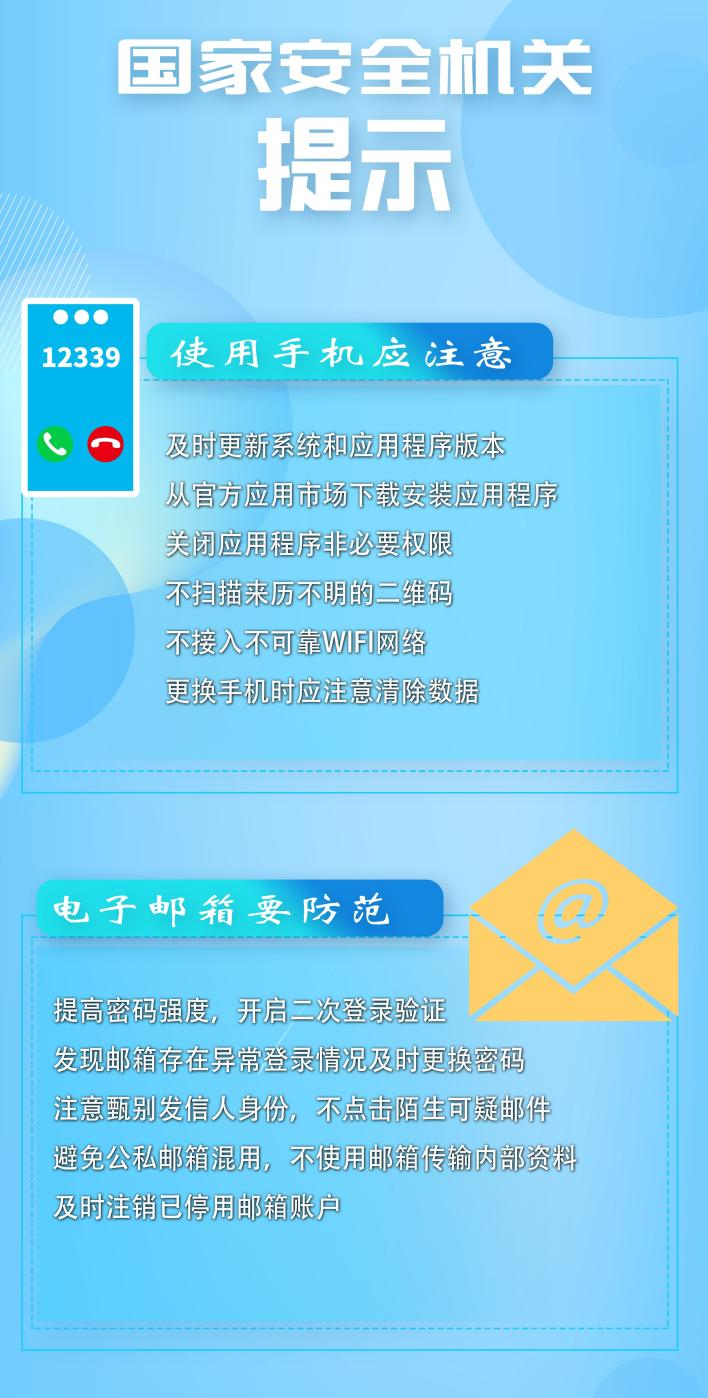 国家安全机关
提示
12339
使用手机应注意
及时更新系统和应用程序版本
从官方应用市场下载安装应用程序
关闭应用程序非必要权限
不扫描来历不明的二维码
不接入不可靠WIFI网络
更换手机时应注意清除数据
@
电子邮箱要防范
提高密码强度，开启二次登录验证
发现邮箱存在异常登录情况及时更换密码
注意甄别发信人身份，不点击陌生可疑邮件
避免公私邮箱混用，不使用邮箱传输内部资料
及时注销已停用邮箱账户